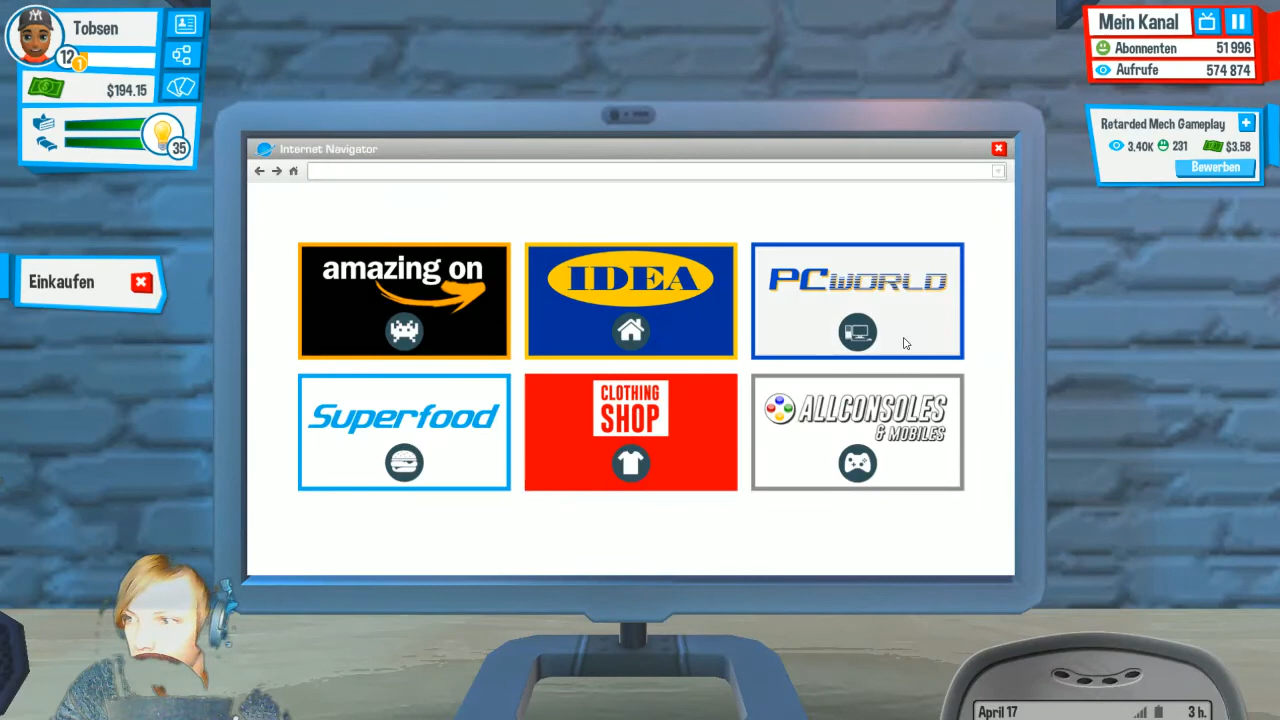 Tobsen
12
1
$194.15
35
Einkaufen
Internet Navigator
amazing on
IDEA
PCWORLD
Superfood
CLOTHING
SHOP
ALLCONSOLES
& MOBILES
Mein Kanal
Abonnenten 51 996
Aufrufe 574 874
Retarded Mech Gameplay
3.40K 231 $3.58
Bewerben
April 17 3 h.